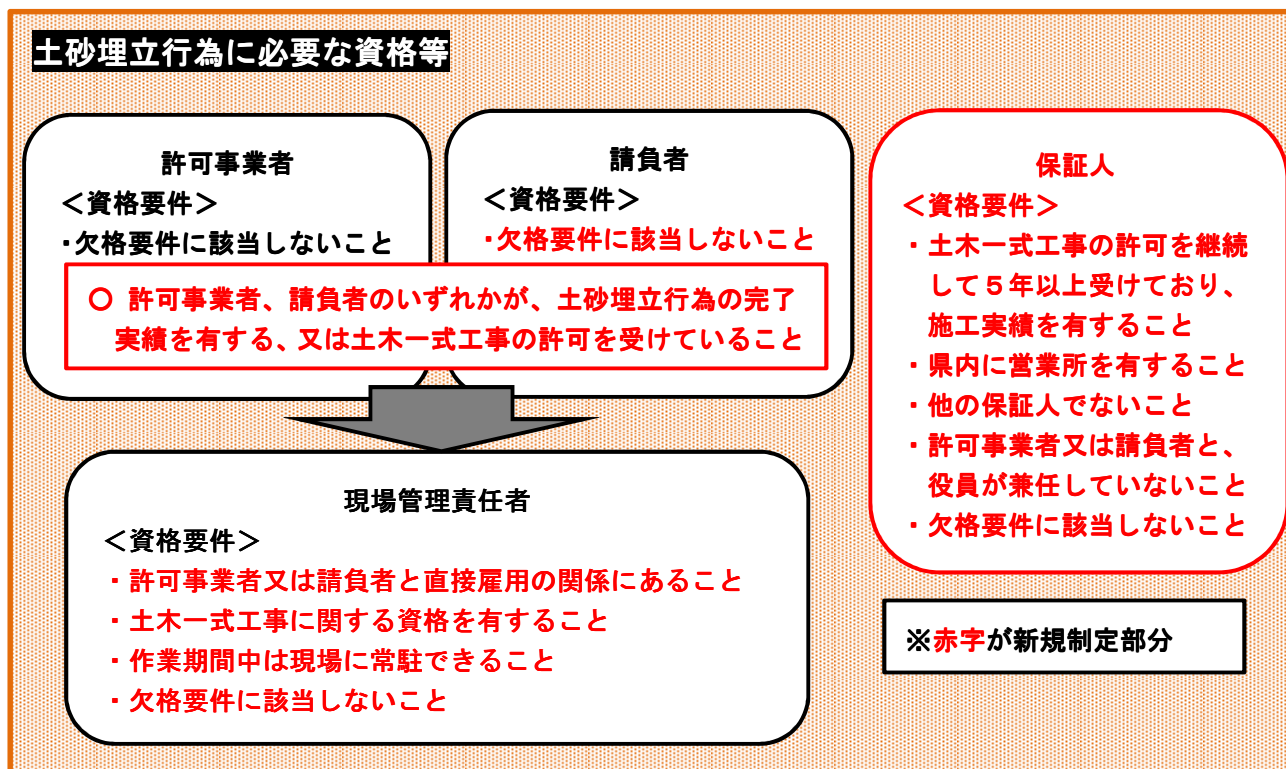 土砂埋立行為に必要な資格等
許可事業者
＜資格要件＞
・欠格要件に該当しないこと
請負者
＜資格要件＞
・欠格要件に該当しないこと
○ 許可事業者、請負者のいずれかが、土砂埋立行為の完了
実績を有する、又は土木一式工事の許可を受けていること
現場管理責任者
＜資格要件＞
・許可事業者又は請負者と直接雇用の関係にあること
・土木一式工事に関する資格を有すること
・作業期間中は現場に常駐できること
・欠格要件に該当しないこと
保証人
＜資格要件＞
・土木一式工事の許可を継続
して５年以上受けており、
施工実績を有すること
・県内に営業所を有すること
・他の保証人でないこと
・許可事業者又は請負者と、
役員が兼任していないこと
・欠格要件に該当しないこと
※赤字が新規制定部分